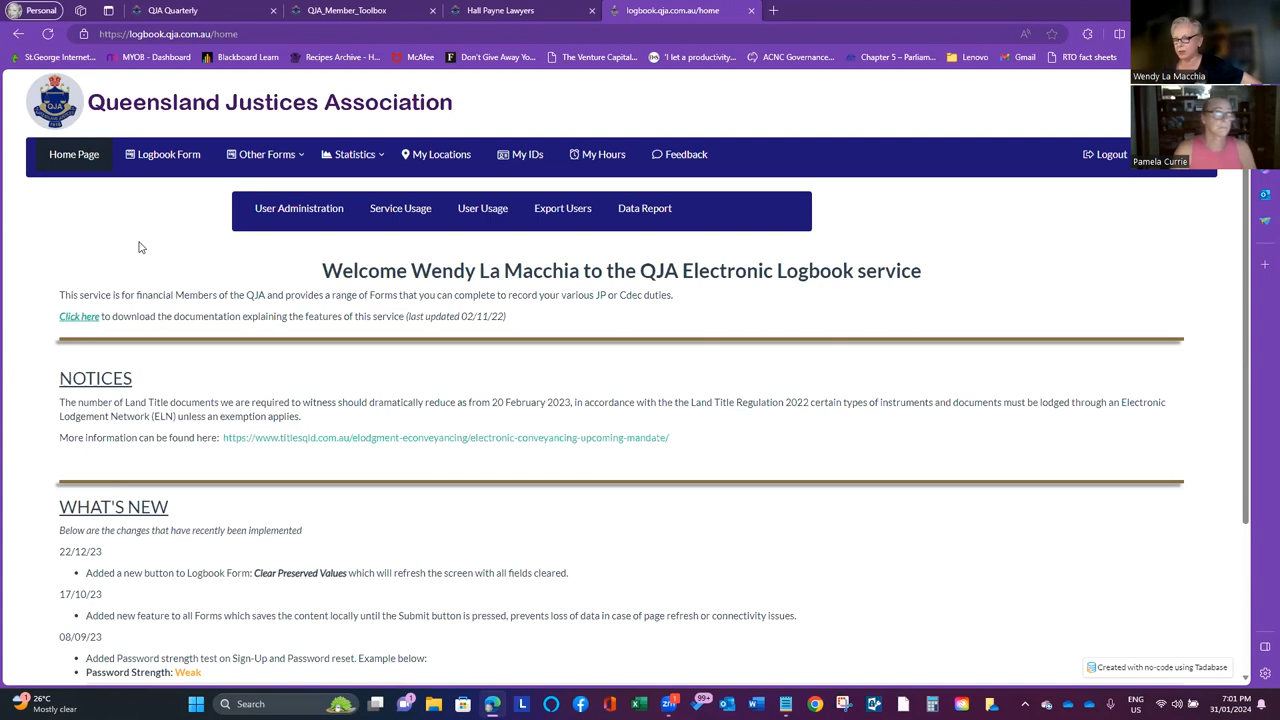 Personal
QJA Quarterly
QJA_Member_Toolbox
Hall Payne Lawyers
logbook.qja.com.au/home
https://logbook.qja.com.au/home
St.George Internet...
MYOB - Dashboard
Blackboard Learn
Recipes Archive - H...
McAfee
Don't Give Away Yo...
The Venture Capital...
'I let a productivity...
ACNC Governance...
Chapter 5 – Parliam...
Lenovo
Gmail
RTO fact sheets
Wendy La Macchia
Pamela Currie
Queensland Justices Association
Home Page
Logbook Form
Other Forms
Statistics
My Locations
My IDs
My Hours
Feedback
Logout
User Administration
Service Usage
User Usage
Export Users
Data Report
Welcome Wendy La Macchia to the QJA Electronic Logbook service
This service is for financial Members of the QJA and provides a range of Forms that you can complete to record your various JP or Cdec duties.
Click here to download the documentation explaining the features of this service (last updated 02/11/22)
NOTICES
The number of Land Title documents we are required to witness should dramatically reduce as from 20 February 2023, in accordance with the the Land Title Regulation 2022 certain types of instruments and documents must be lodged through an Electronic
Lodgement Network (ELN) unless an exemption applies.
More information can be found here: https://www.titlesqld.com.au/elodgment-econveyancing/electronic-conveyancing-upcoming-mandate/
WHAT'S NEW
Below are the changes that have recently been implemented
22/12/23
• Added a new button to Logbook Form: Clear Preserved Values which will refresh the screen with all fields cleared.
17/10/23
• Added new feature to all Forms which saves the content locally until the Submit button is pressed, prevents loss of data in case of page refresh or connectivity issues.
08/09/23
• Added Password strength test on Sign-Up and Password reset. Example below:
• Password Strength: Weak
Created with no-code using Tadabase
26°C
Mostly clear
Search
99+
ENG
US
7:01 PM
31/01/2024